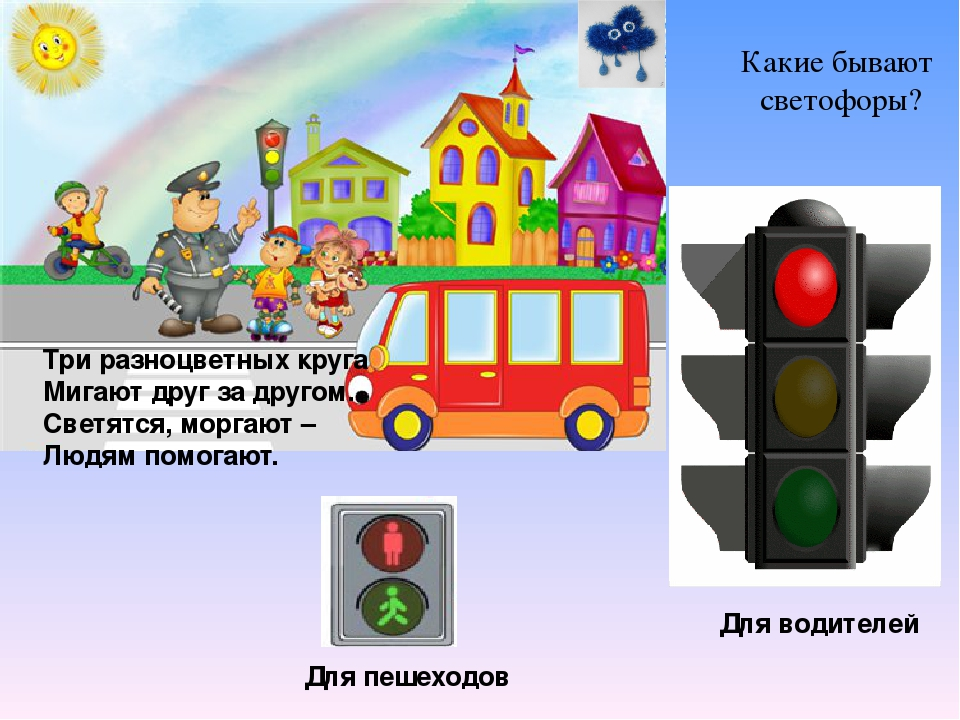 Какие бывают
светофоры?
Три разноцветных круга
Мигают друг за другом.
Светятся, моргают –
Людям помогают.
Для водителей
Для пешеходов